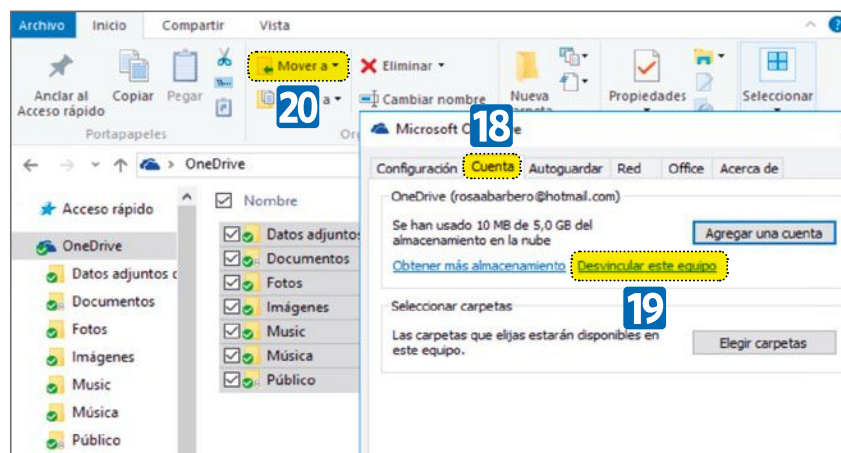 Archivo Inicio Compartir Vista
Mover a
Eliminar
Anclar al
Acceso rápido
Copiar
Pegar
20
a
Cambiar nombre
Nueva
Propiedades
Seleccionar
Portapapeles
18
Microsoft
OneDrive
Configuración Cuenta Autoguardar Red Office Acerca de
OneDrive (rosaabarbero@hotmail.com)
Se han usado 10 MB de 5,0 GB del
almacenamiento en la nube
Agregar una cuenta
Obtener más almacenamiento Desvincular este equipo
19
Seleccionar carpetas
Las carpetas que elijas estarán disponibles en
este equipo.
Elegir carpetas
Acceso rápido
OneDrive
Datos adjuntos
Documentos
Fotos
Imágenes
Music
Música
Público
Nombre
Datos adjuntos
Documentos
Fotos
Imágenes
Music
Música
Público